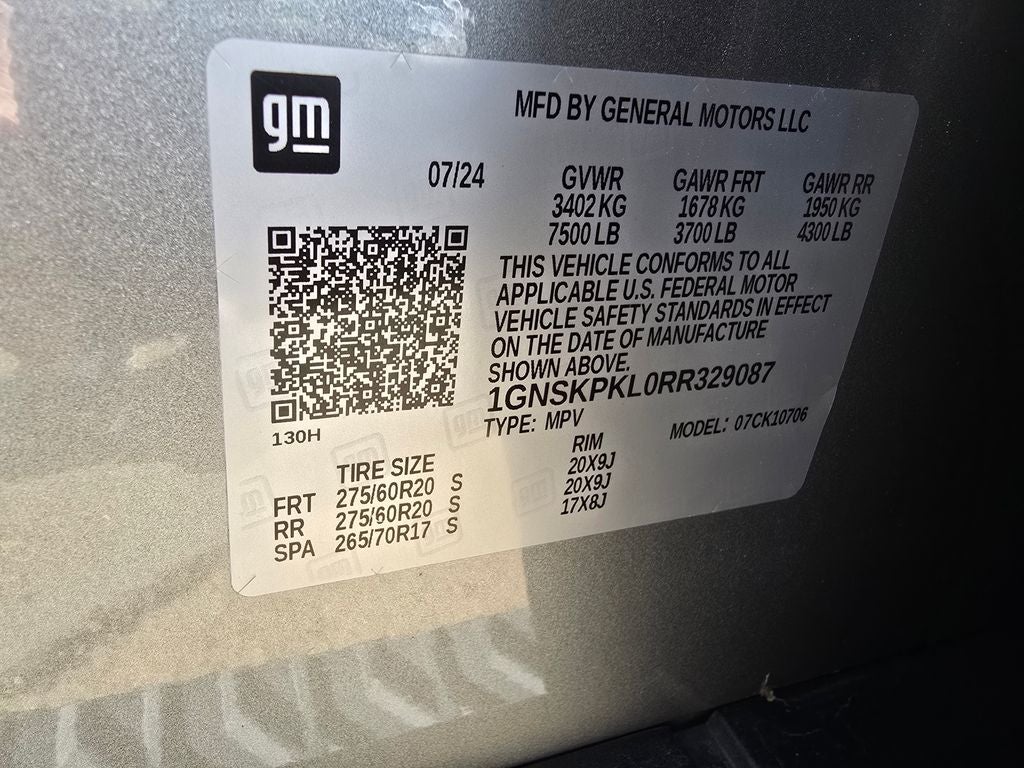 gm
MFD BY GENERAL MOTORS LLC
07/24
GVWR GAWR FRT GAWR RR
3402 KG 1678 KG 1950 KG
7500 LB 3700 LB 4300 LB
THIS VEHICLE CONFORMS TO ALL
APPLICABLE U.S. FEDERAL MOTOR
VEHICLE SAFETY STANDARDS IN EFFECT
ON THE DATE OF MANUFACTURE
SHOWN ABOVE.
1GNSKPKL0RR329087
TYPE: MPV MODEL: 07CK10706
130H
TIRE SIZE RIM
FRT 275/60R20 S 20X9J
RR 275/60R20 S 20X9J
SPA 265/70R17 S 17X8J